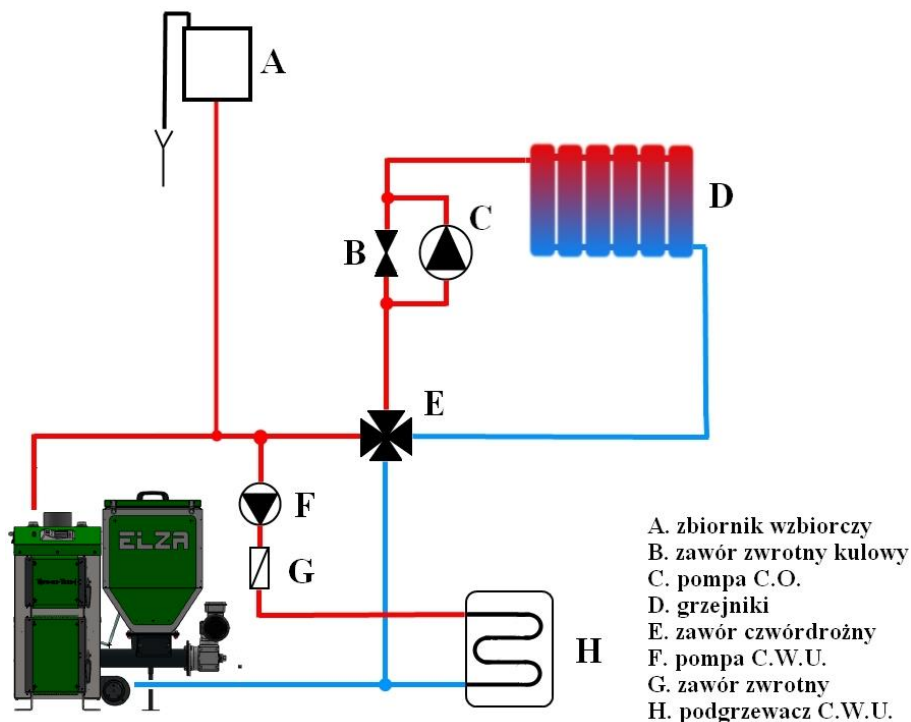 A
B
C
D
E
F
G
H
ELZA
A. zbiornik wzbiorczy
B. zawór zwrotny kulowy
C. pompa C.O.
D. grzejniki
E. zawór czwórdrożny
F. pompa C.W.U.
G. zawór zwrotny
H. podgrzewacz C.W.U.